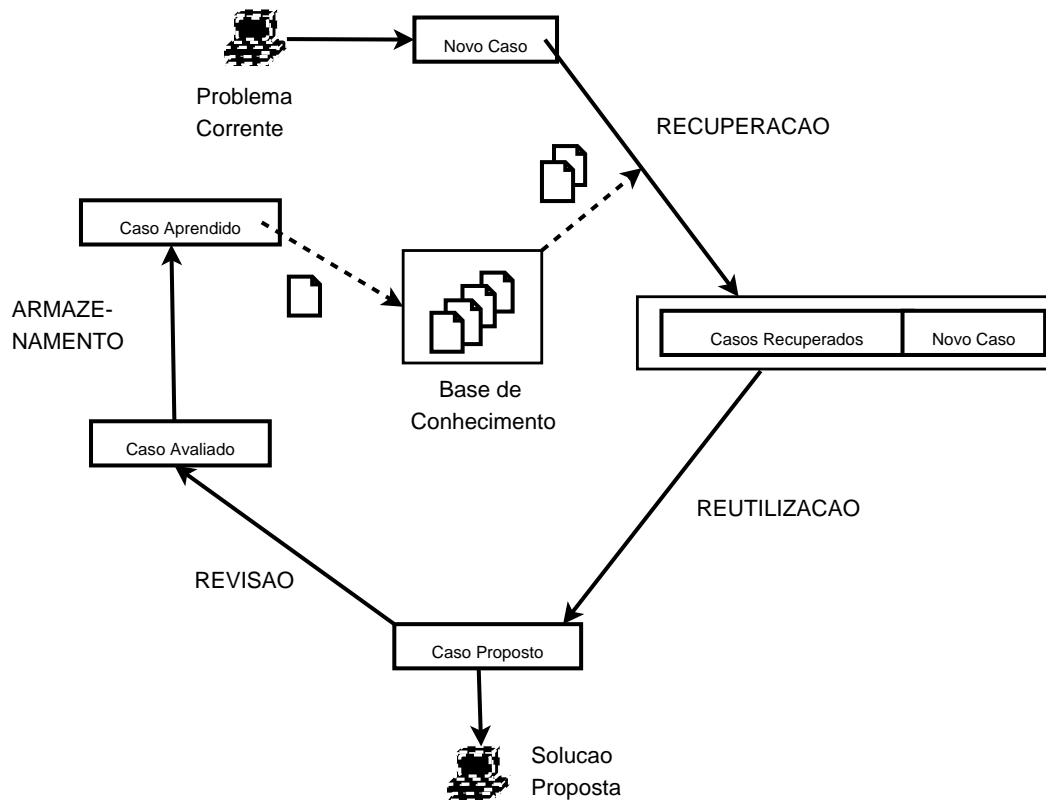 Novo Caso
Problema
Corrente
RECUPERACAO
Caso Aprendido
ARMAZE-
NAMENTO
Casos Recuperados
Novo Caso
Base de
Conhecimento
Caso Avaliado
REUTILIZACAO
REVISAO
Caso Proposto
Solucao
Proposta